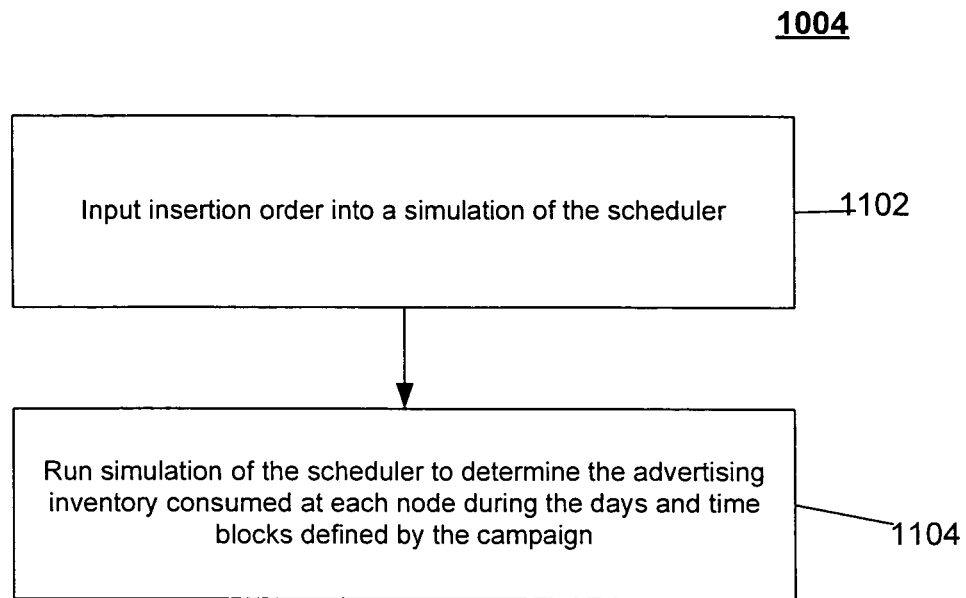 1004
Input insertion order into a simulation of the scheduler
1102
Run simulation of the scheduler to determine the advertising
inventory consumed at each node during the days and time
blocks defined by the campaign
1104